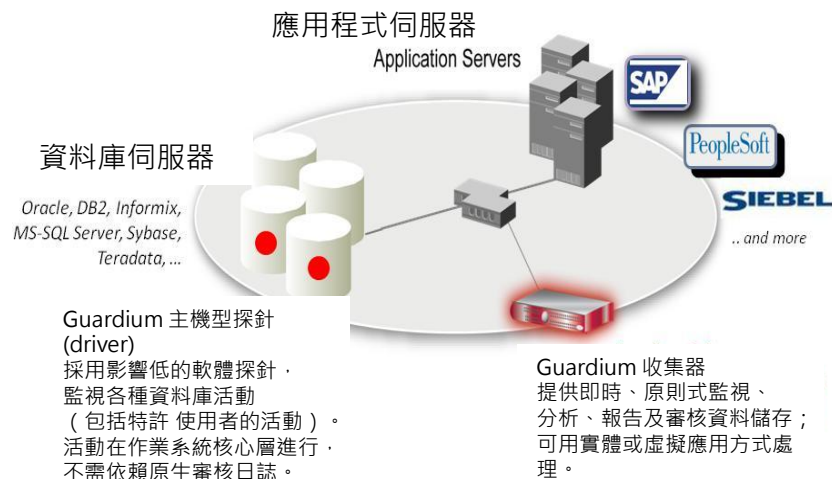 應用程式伺服器
Application Servers
SAP
PeopleSoft
SIEBEL
.. and more
資料庫伺服器
Oracle, DB2, Informix,
MS-SQL Server, Sybase,
Teradata, ...
Guardium 主機型探針
(driver)
採用影響低的軟體探針，
監視各種資料庫活動
（包括特許 使用者的活動）。
活動在作業系統核心層進行，
不需依賴原生審核日誌。
Guardium 收集器
提供即時、原則式監視、
分析、報告及審核資料儲存；
可用實體或虛擬應用方式處
理。